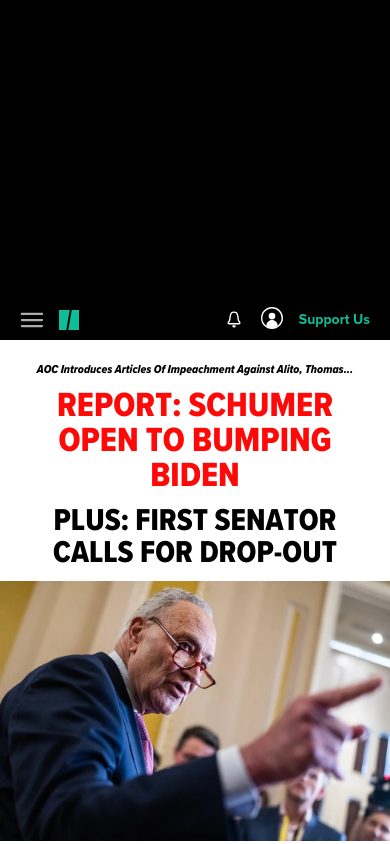 Support Us
AOC Introduces Articles Of Impeachment Against Alito, Thomas...
REPORT: SCHUMER
OPEN TO BUMPING
BIDEN
PLUS: FIRST SENATOR
CALLS FOR DROP-OUT